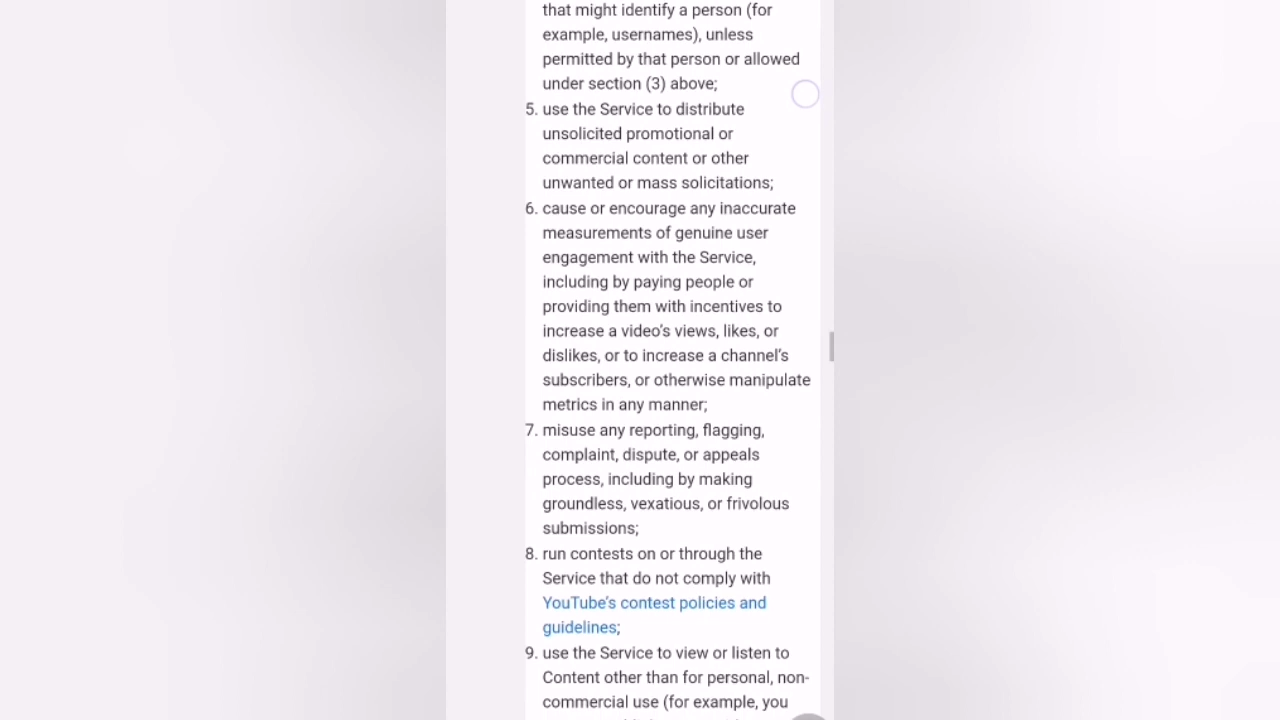 that might identify a person (for
example, usernames), unless
permitted by that person or allowed
under section (3) above;
5. use the Service to distribute
unsolicited promotional or
commercial content or other
unwanted or mass solicitations;
6. cause or encourage any inaccurate
measurements of genuine user
engagement with the Service,
including by paying people or
providing them with incentives to
increase a video's views, likes, or
dislikes, or to increase a channel's
subscribers, or otherwise manipulate
metrics in any manner;
7. misuse any reporting, flagging,
complaint, dispute, or appeals
process, including by making
groundless, vexatious, or frivolous
submissions;
8. run contests on or through the
Service that do not comply with
YouTube's contest policies and
guidelines;
9. use the Service to view or listen to
Content other than for personal, non-
commercial use (for example, you